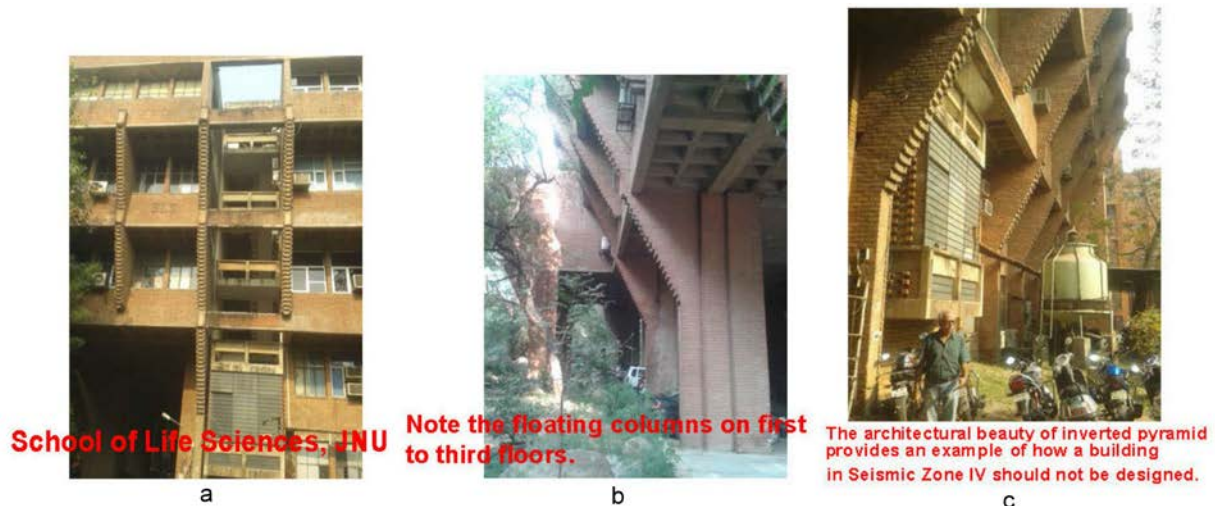 School of Life Sciences, JNU
a
Note the floating columns on first
to third floors.
b
The architectural beauty of inverted pyramid
provides an example of how a building
in Seismic Zone IV should not be designed.
c